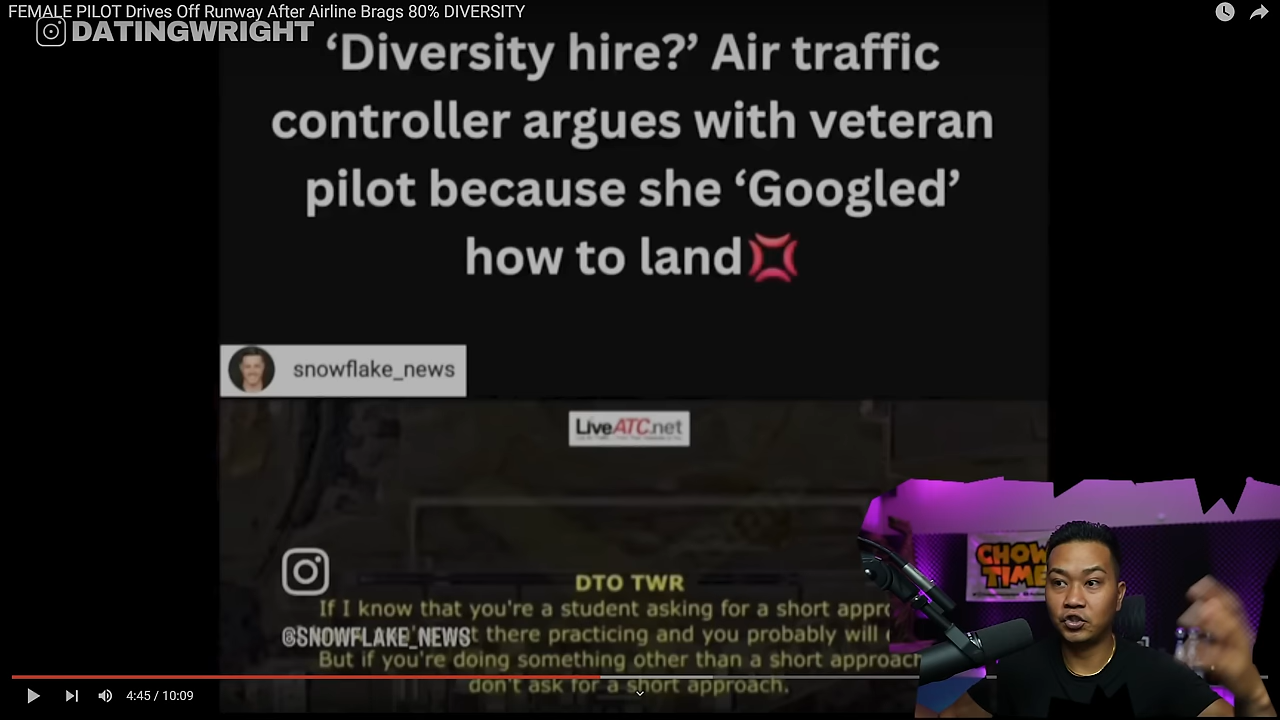 FEMALE PILOT Drives Off Runway After Airline Brags 80% DIVERSITY
DATINGWRIGHT
‘Diversity hire?’ Air traffic
controller argues with veteran
pilot because she ‘Googled’
how to land
snowflake_news
LiveATC.net
DTO TWR
If I know that you're a student asking for a short
@SNOWFLAKE_NEWS there practicing and you probably will
But if you're doing something other than a short approach
don't ask for a short approach.
CHOW
TIME
4:45 / 10:09